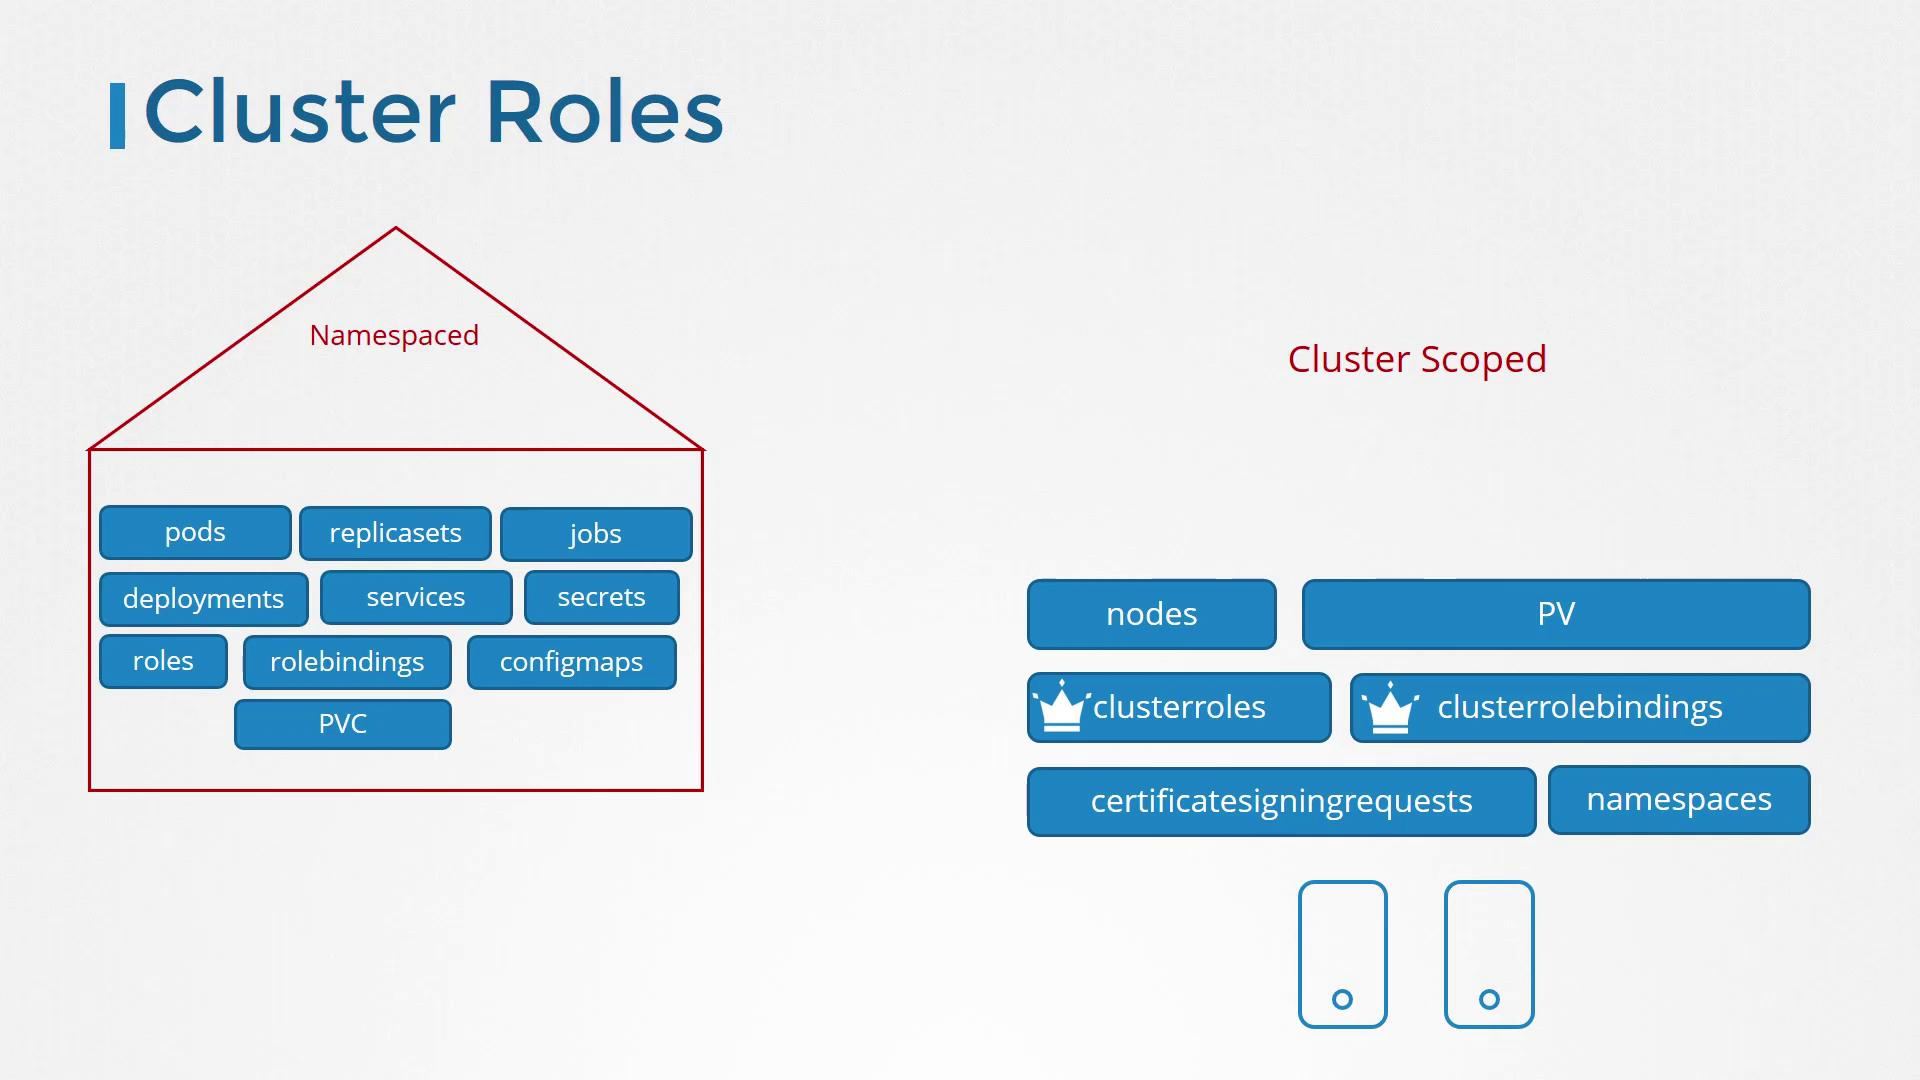 Cluster Roles
Namespaced
pods replicasets jobs
deployments services secrets
roles rolebindings configmaps
PVC
Cluster Scoped
nodes PV
clusterroles clusterrolebindings
certificatesigningrequests namespaces